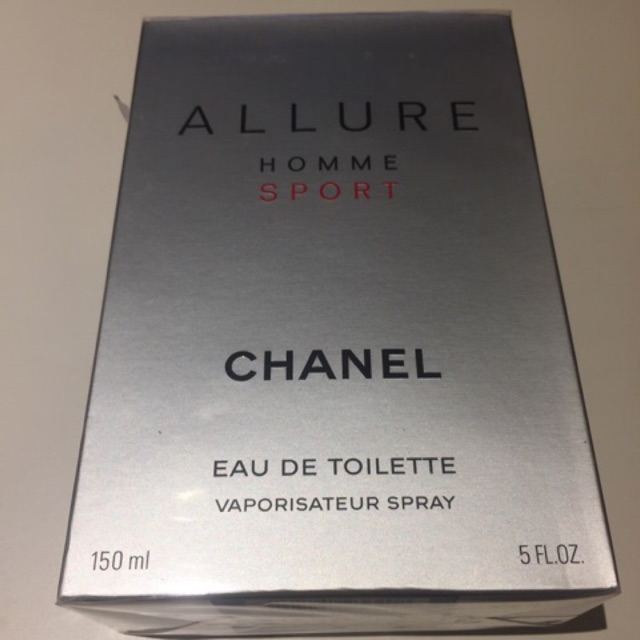 ALLURE
HOMME
SPORT
CHANEL
EAU DE TOILETTE
VAPORISATEUR SPRAY
150 ml 5 FL.OZ.